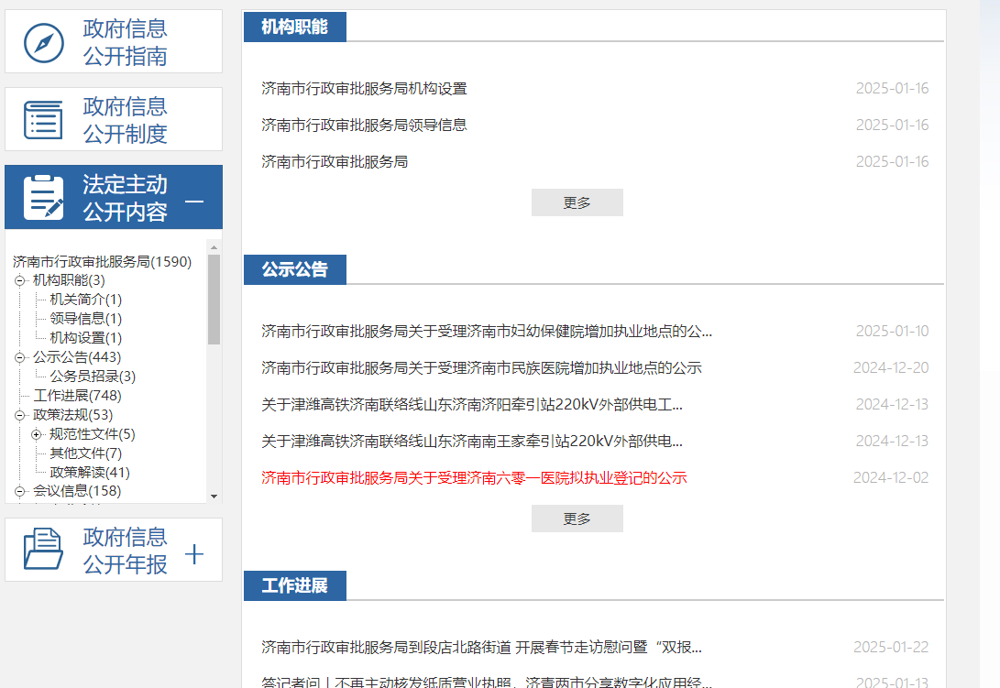 政府信息
公开指南
政府信息
公开制度
法定主动
公开内容
济南市行政审批服务局(1590)
机构职能(3)
机关简介(1)
领导信息(1)
机构设置(1)
公示公告(443)
公务员招录(3)
工作进展(748)
政策法规(53)
规范性文件(5)
其他文件(7)
政策解读(41)
会议信息(158)
政府信息
公开年报
机构职能
济南市行政审批服务局机构设置 2025-01-16
济南市行政审批服务局领导信息 2025-01-16
济南市行政审批服务局 2025-01-16
更多
公示公告
济南市行政审批服务局关于受理济南市妇幼保健院增加执业地点的公... 2025-01-10
济南市行政审批服务局关于受理济南市民族医院增加执业地点的公示 2024-12-20
关于津潍高铁济南联络线山东济南济阳牵引站220kV外部供电工... 2024-12-13
关于津潍高铁济南联络线山东济南南王家牵引站220kV外部供电... 2024-12-13
济南市行政审批服务局关于受理济南六零一医院拟执业登记的公示 2024-12-02
更多
工作进展
济南市行政审批服务局到段店北路街道 开展春节走访慰问暨“双报... 2025-01-22
答记者问丨不再主动核发纸质营业执照，济青两市分享数字化应用经... 2025-01-13